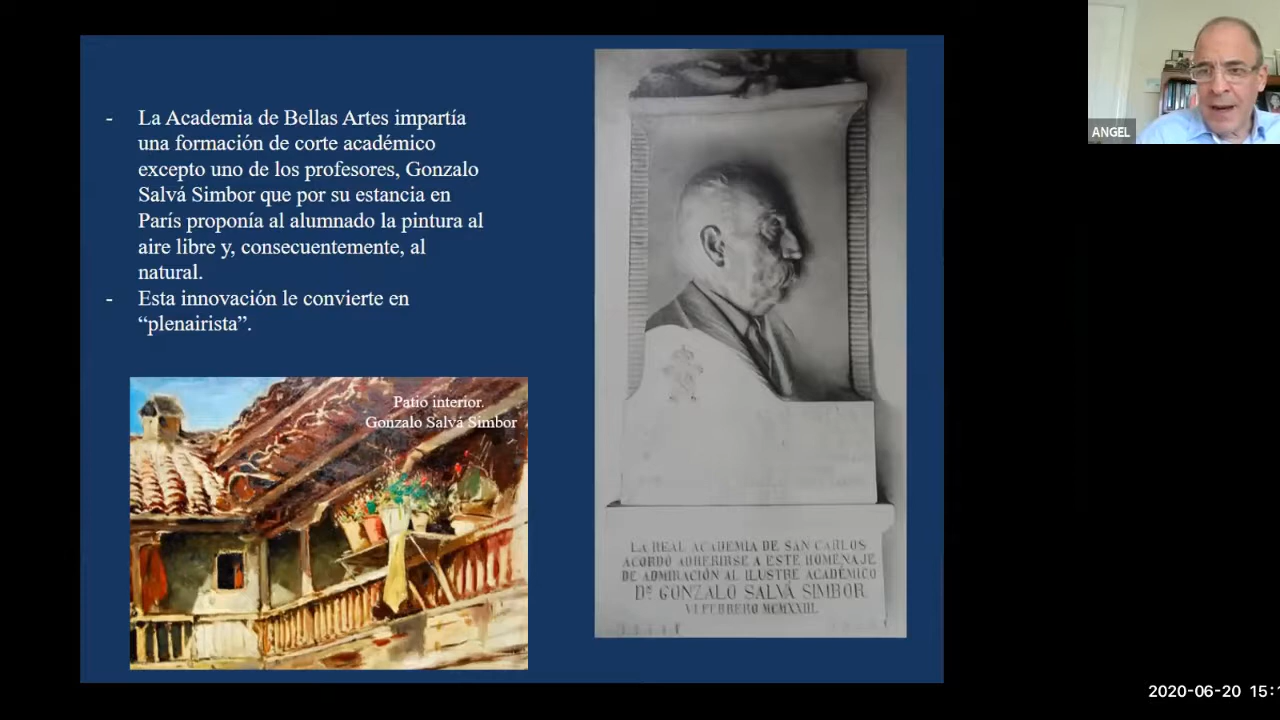 - La Academia de Bellas Artes impartía
una formación de corte académico
excepto uno de los profesores, Gonzalo
Salvá Simbor que por su estancia en
París proponía al alumnado la pintura al
aire libre y, consecuentemente, al
natural.
- Esta innovación le convierte en
“plenairista”.
Patio interior.
Gonzalo Salvá Simbor
LA REAL ACADEMIA DE SAN CARLOS
ACORDÓ ADHERIRSE A ESTE HOMENAJE
DE ADMIRACIÓN AL ILUSTRE ACADÉMICO
GONZALO SALVÁ SIMBOR
VI FEBRERO MCMXXIII
ANGEL
2020-06-20 15: